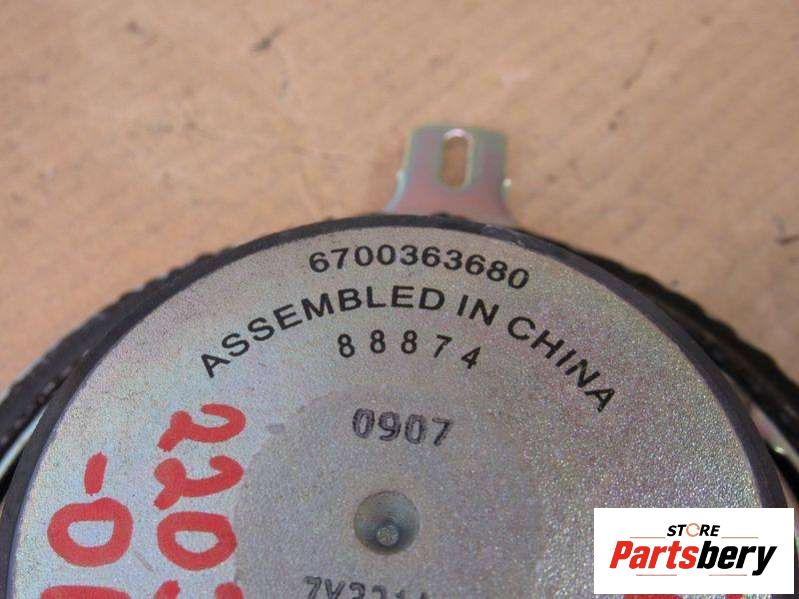 6700363680
ASSEMBLED IN CHINA
88874
0907
STORE
Partsbery